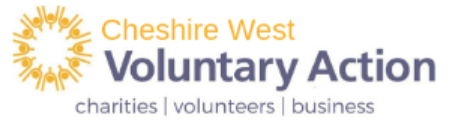 Cheshire West
Voluntary Action
charities | volunteers | business